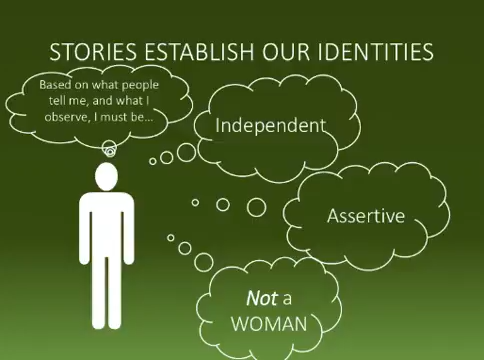 STORIES ESTABLISH OUR IDENTITIES
Based on what people
tell me, and what I
observe, I must be...
Independent
Assertive
Not a
WOMAN